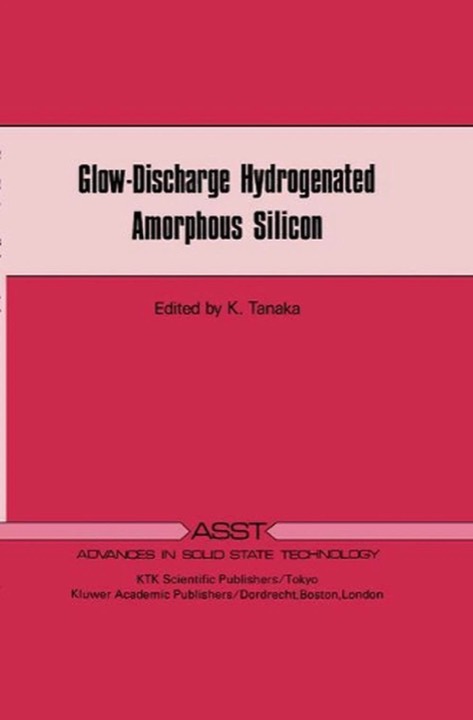 Glow-Discharge Hydrogenated
Amorphous Silicon
Edited by K. Tanaka
ASST
ADVANCES IN SOLID STATE TECHNOLOGY
KTK Scientific Publishers/Tokyo
Kluwer Academic Publishers/Dordrecht,Boston,London